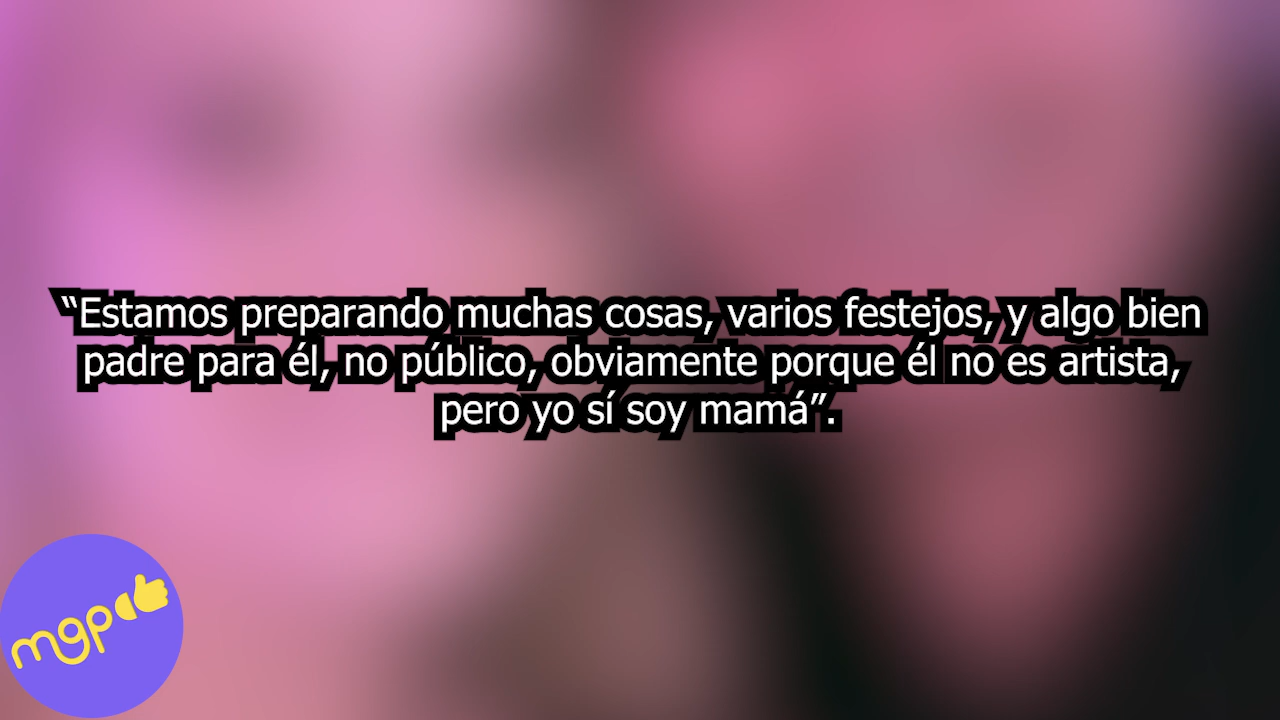 “Estamos preparando muchas cosas, varios festejos, y algo bien
padre para él, no público, obviamente porque él no es artista,
pero yo sí soy mamá”.
mgp